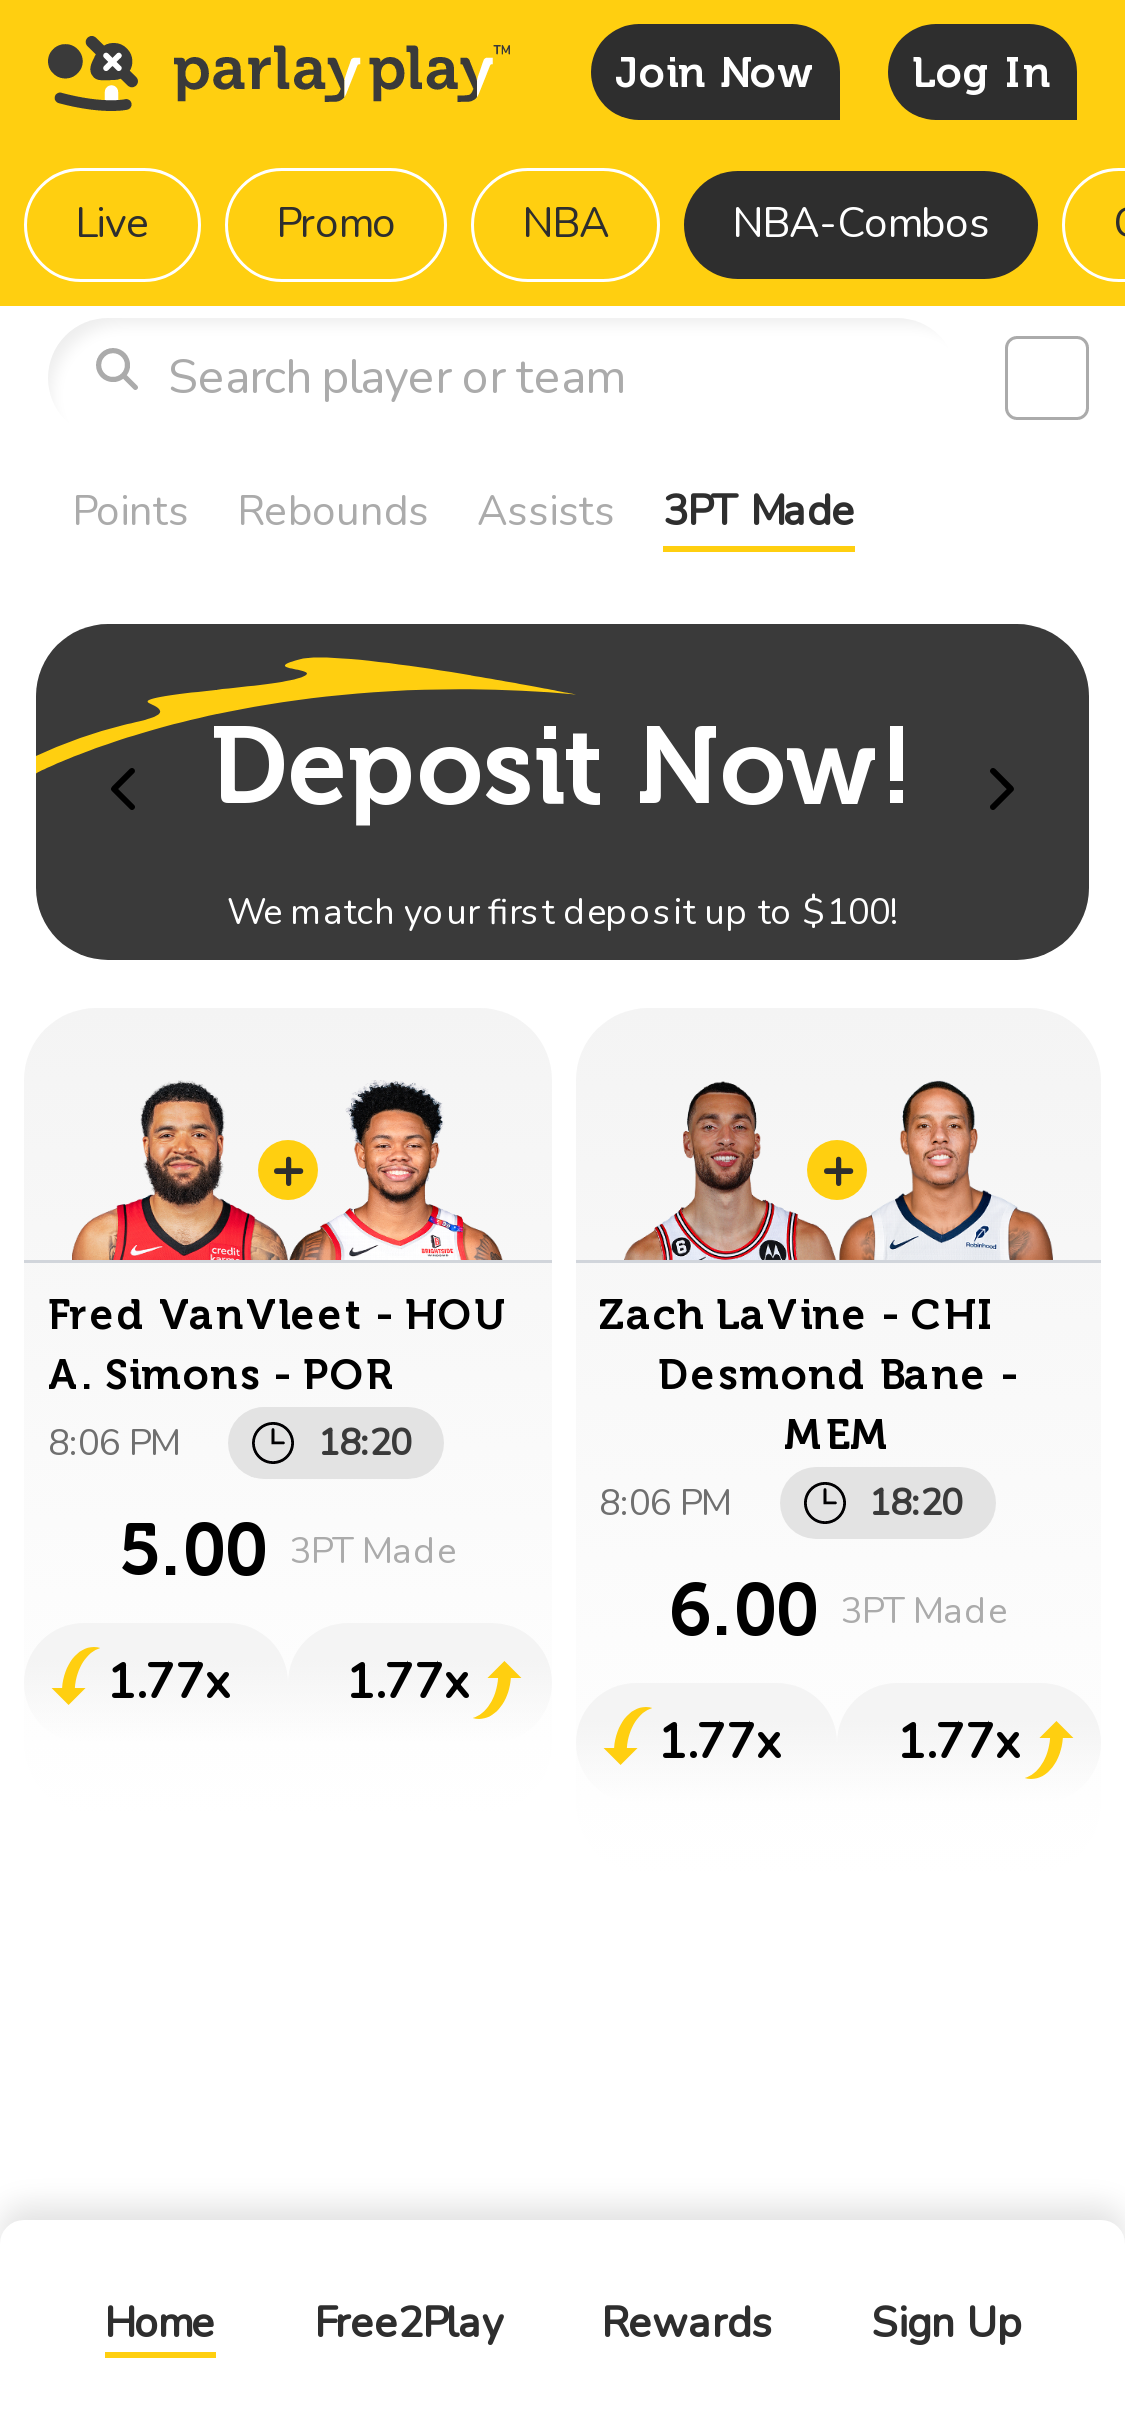 parlay play™
Join Now
Log In
Live
Promo
NBA
NBA-Combos
Search player or team
Points
Rebounds
Assists
3PT Made
Deposit Now!
We match your first deposit up to $100!
Fred VanVleet - HOU
A. Simons - POR
8:06 PM
18:20
5.00 3PT Made
1.77x
1.77x
Zach LaVine - CHI
Desmond Bane -
MEM
8:06 PM
18:20
6.00 3PT Made
1.77x
1.77x
Home
Free2Play
Rewards
Sign Up